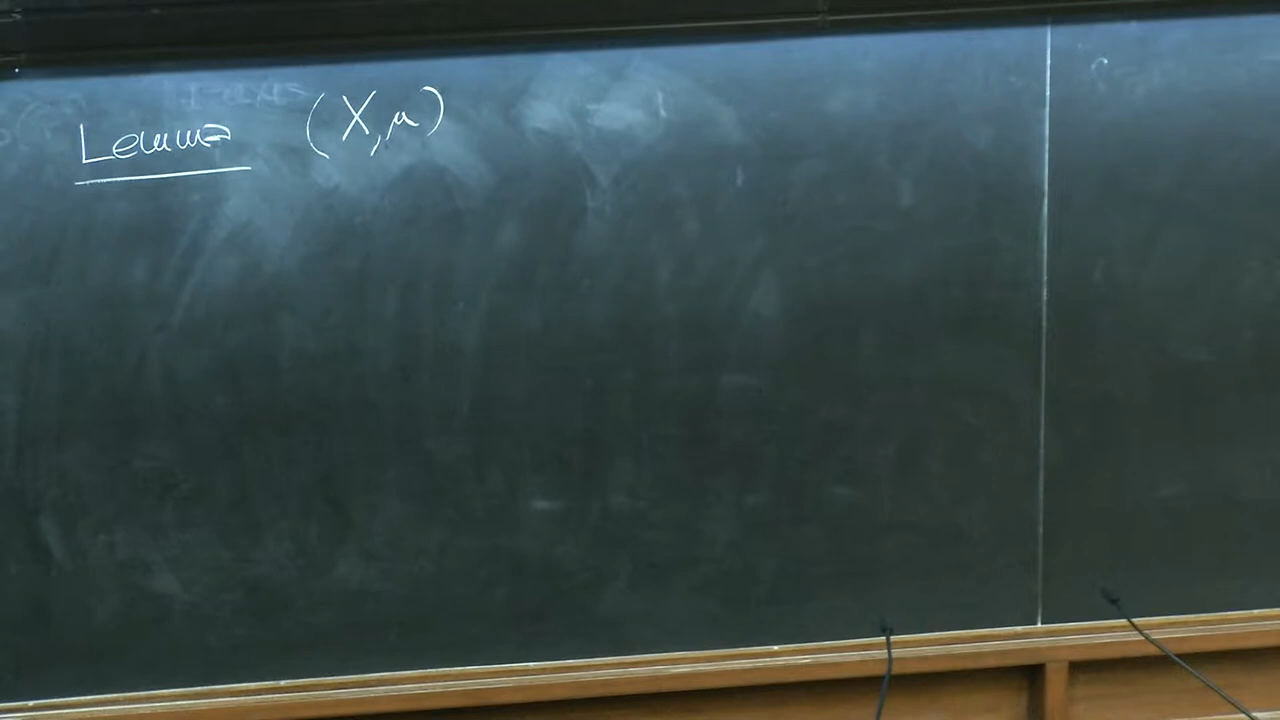 Lemma (X, μ)